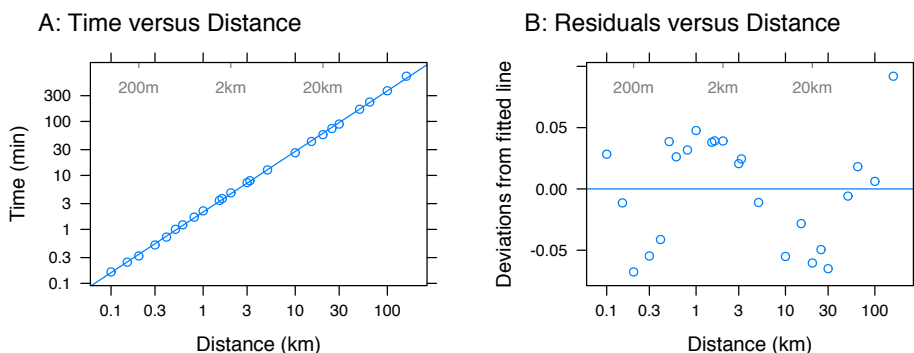 A: Time versus Distance
200m 2km 20km
300
100
30
10
3
1
0.3
0.1
Time (min)
0.1 0.3 1 3 10 30 100
Distance (km)
B: Residuals versus Distance
200m 2km 20km
0.05
0.00
-0.05
Deviations from fitted line
0.1 0.3 1 3 10 30 100
Distance (km)